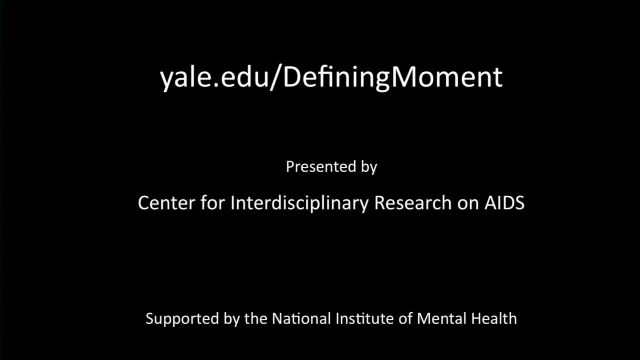 yale.edu/DefiningMoment
Presented by
Center for Interdisciplinary Research on AIDS
Supported by the National Institute of Mental Health